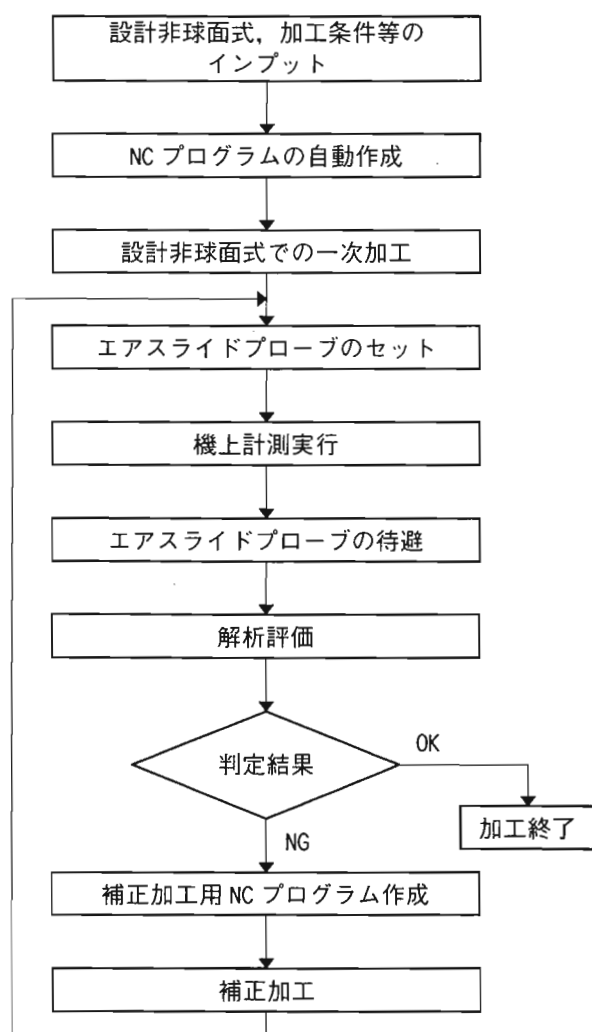 設計非球面式，加工条件等の
インプット
NC プログラムの自動作成
設計非球面式での一次加工
エアスライドプローブのセット
機上計測実行
エアスライドプローブの待避
解析評価
判定結果
OK
加工終了
NG
補正加工用 NC プログラム作成
補正加工